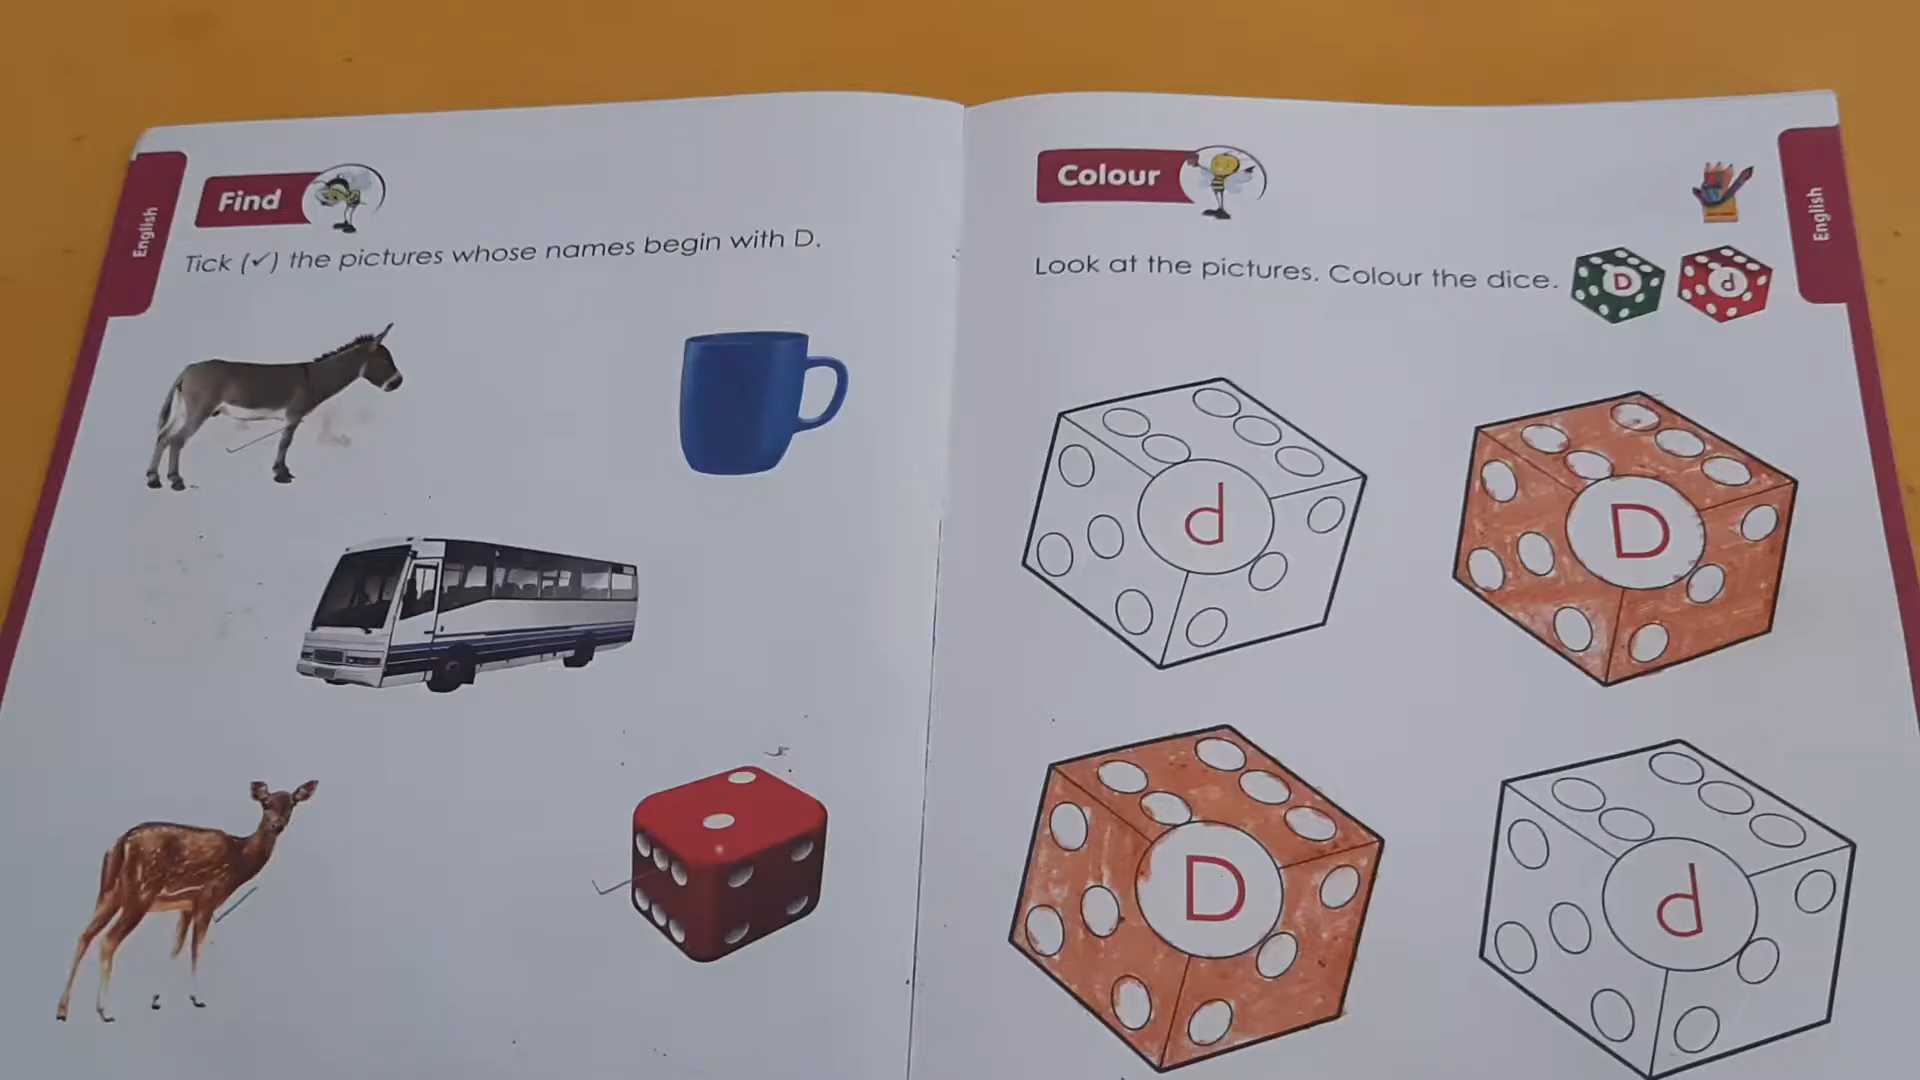 English
Find
Tick (✓) the pictures whose names begin with D.
Colour
English
Look at the pictures. Colour the dice.
D
d
d
D
D
d